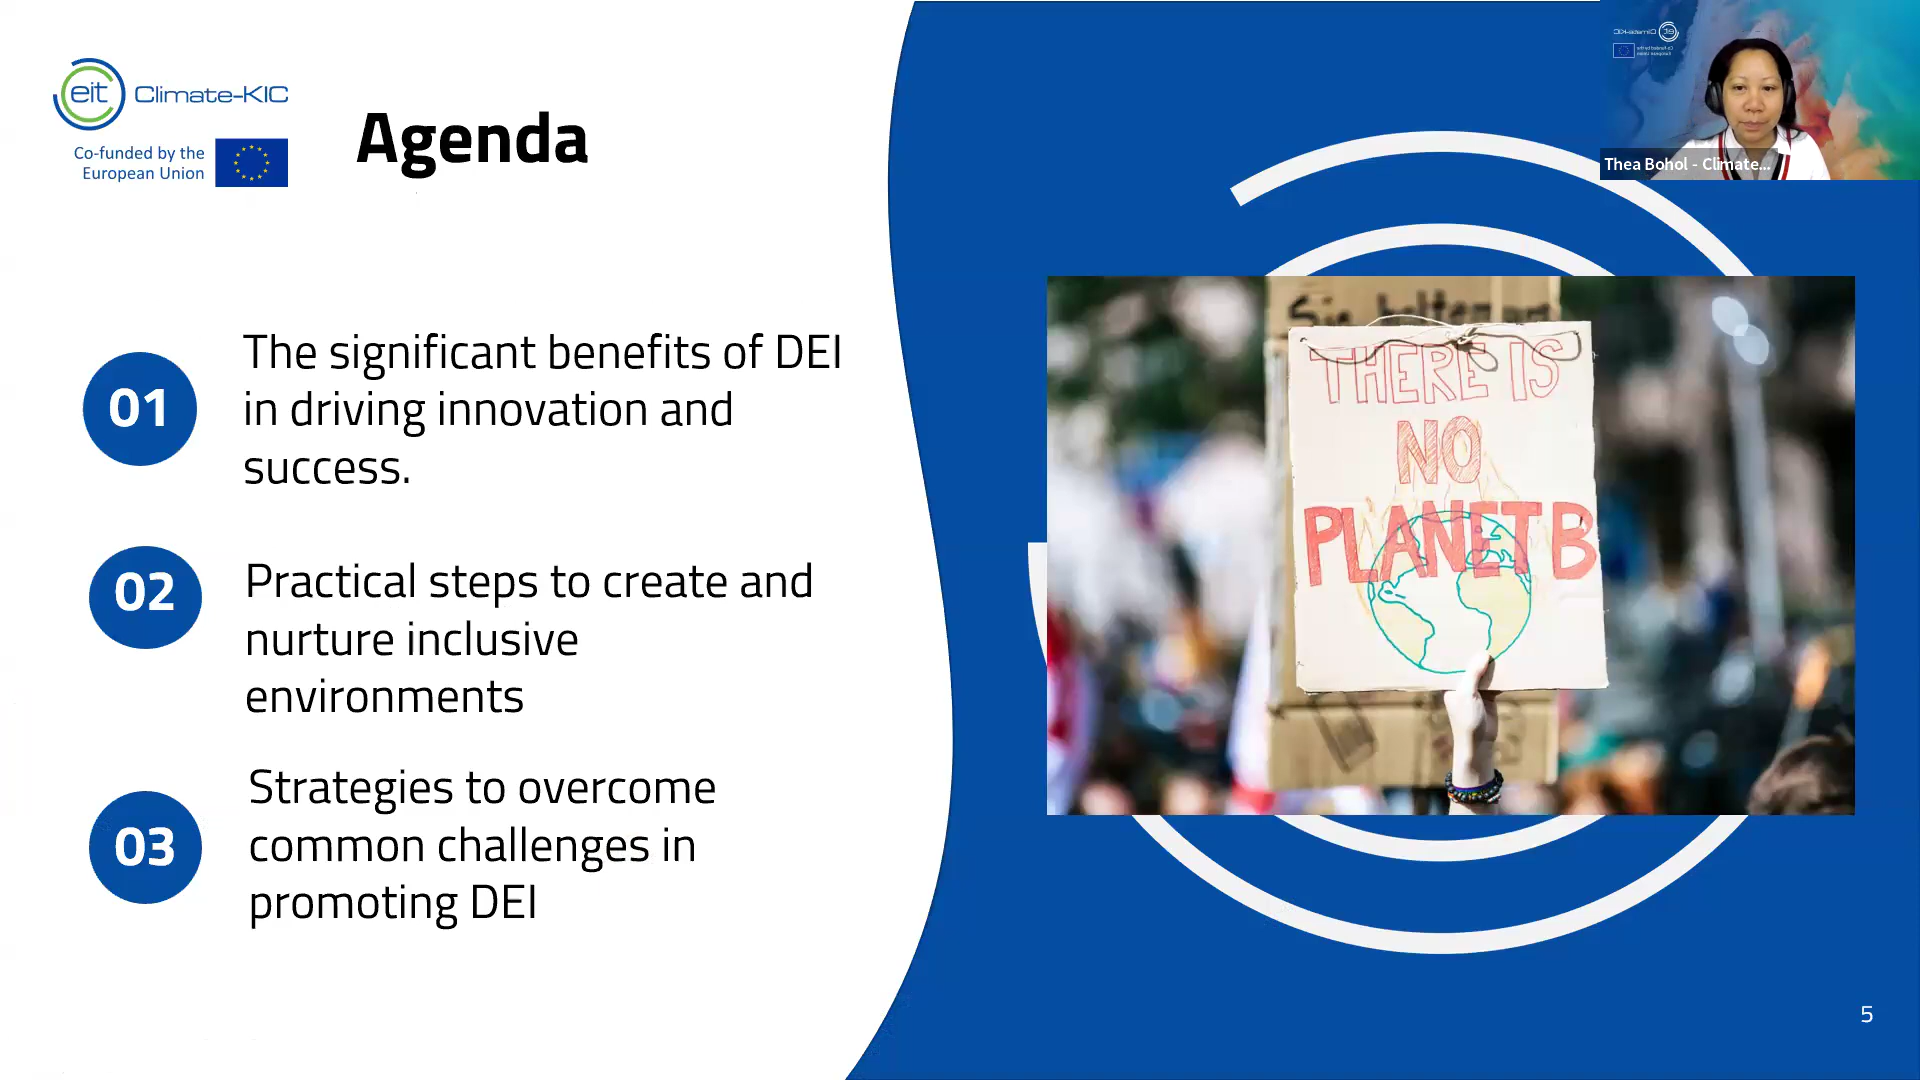 eit Climate-KIC
Co-funded by the
European Union
Agenda
01
The significant benefits of DEI
in driving innovation and
success.
02
Practical steps to create and
nurture inclusive
environments
03
Strategies to overcome
common challenges in
promoting DEI
Thea Bohol - Climate...
Sie
THERE IS
NO
PLANET B
5